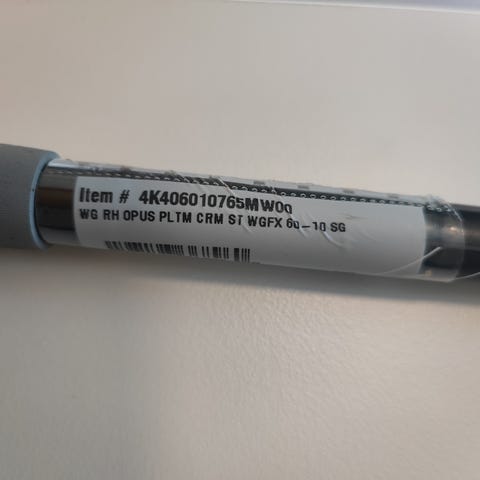 Item # 4K406010765MW00
WG RH OPUS PLTM CRM ST WGFX 60-10 SG